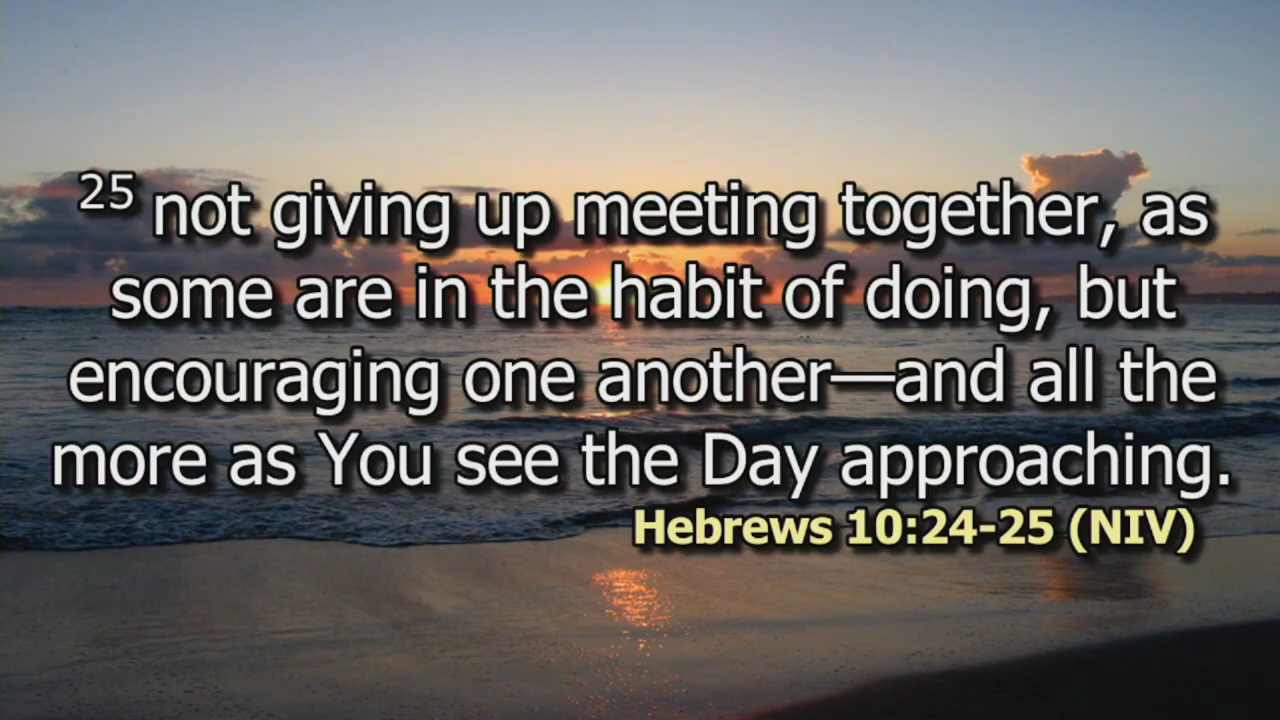 25 not giving up meeting together, as
some are in the habit of doing, but
encouraging one another—and all the
more as You see the Day approaching.
Hebrews 10:24-25 (NIV)